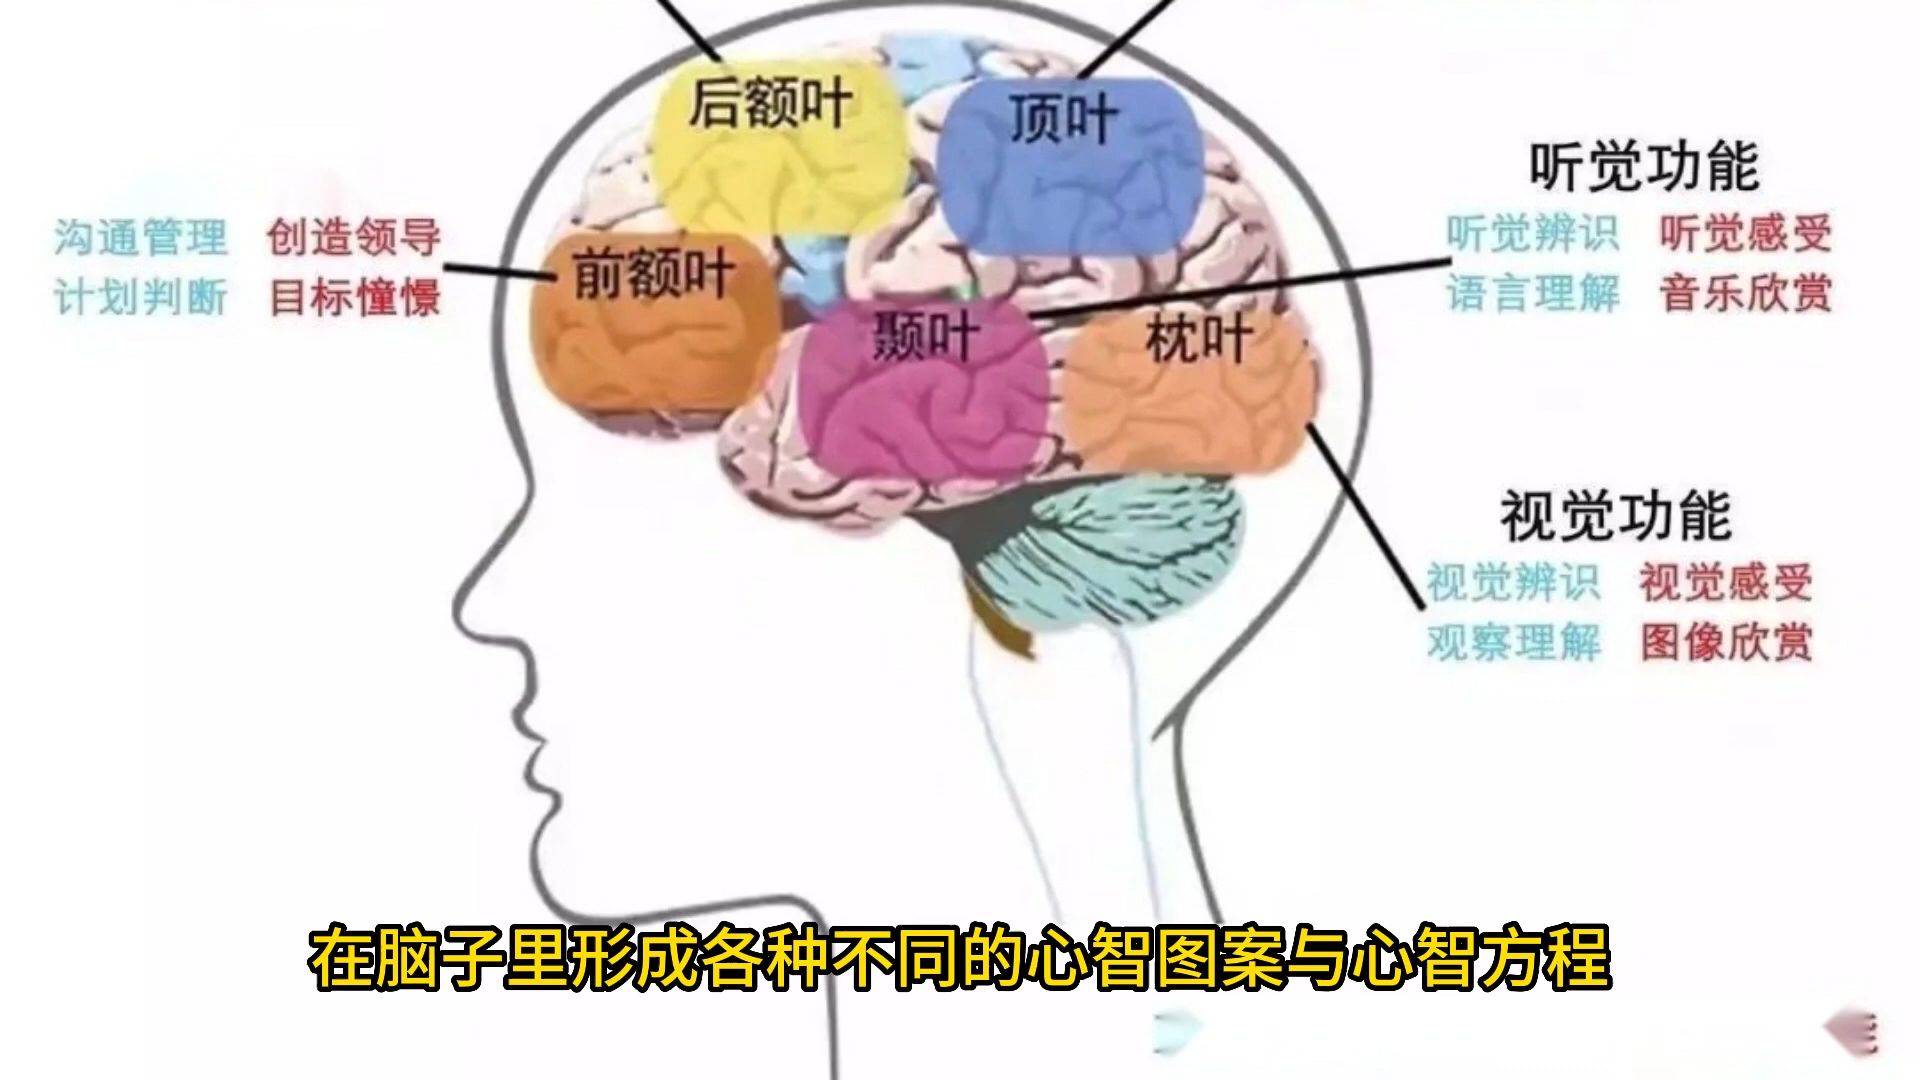 后额叶
顶叶
听觉功能
听觉辨识 听觉感受
语言理解 音乐欣赏
沟通管理 创造领导
计划判断 目标憧憬
前额叶
颞叶
枕叶
视觉功能
视觉辨识 视觉感受
观察理解 图像欣赏
在脑子里形成各种不同的心智图案与心智方程